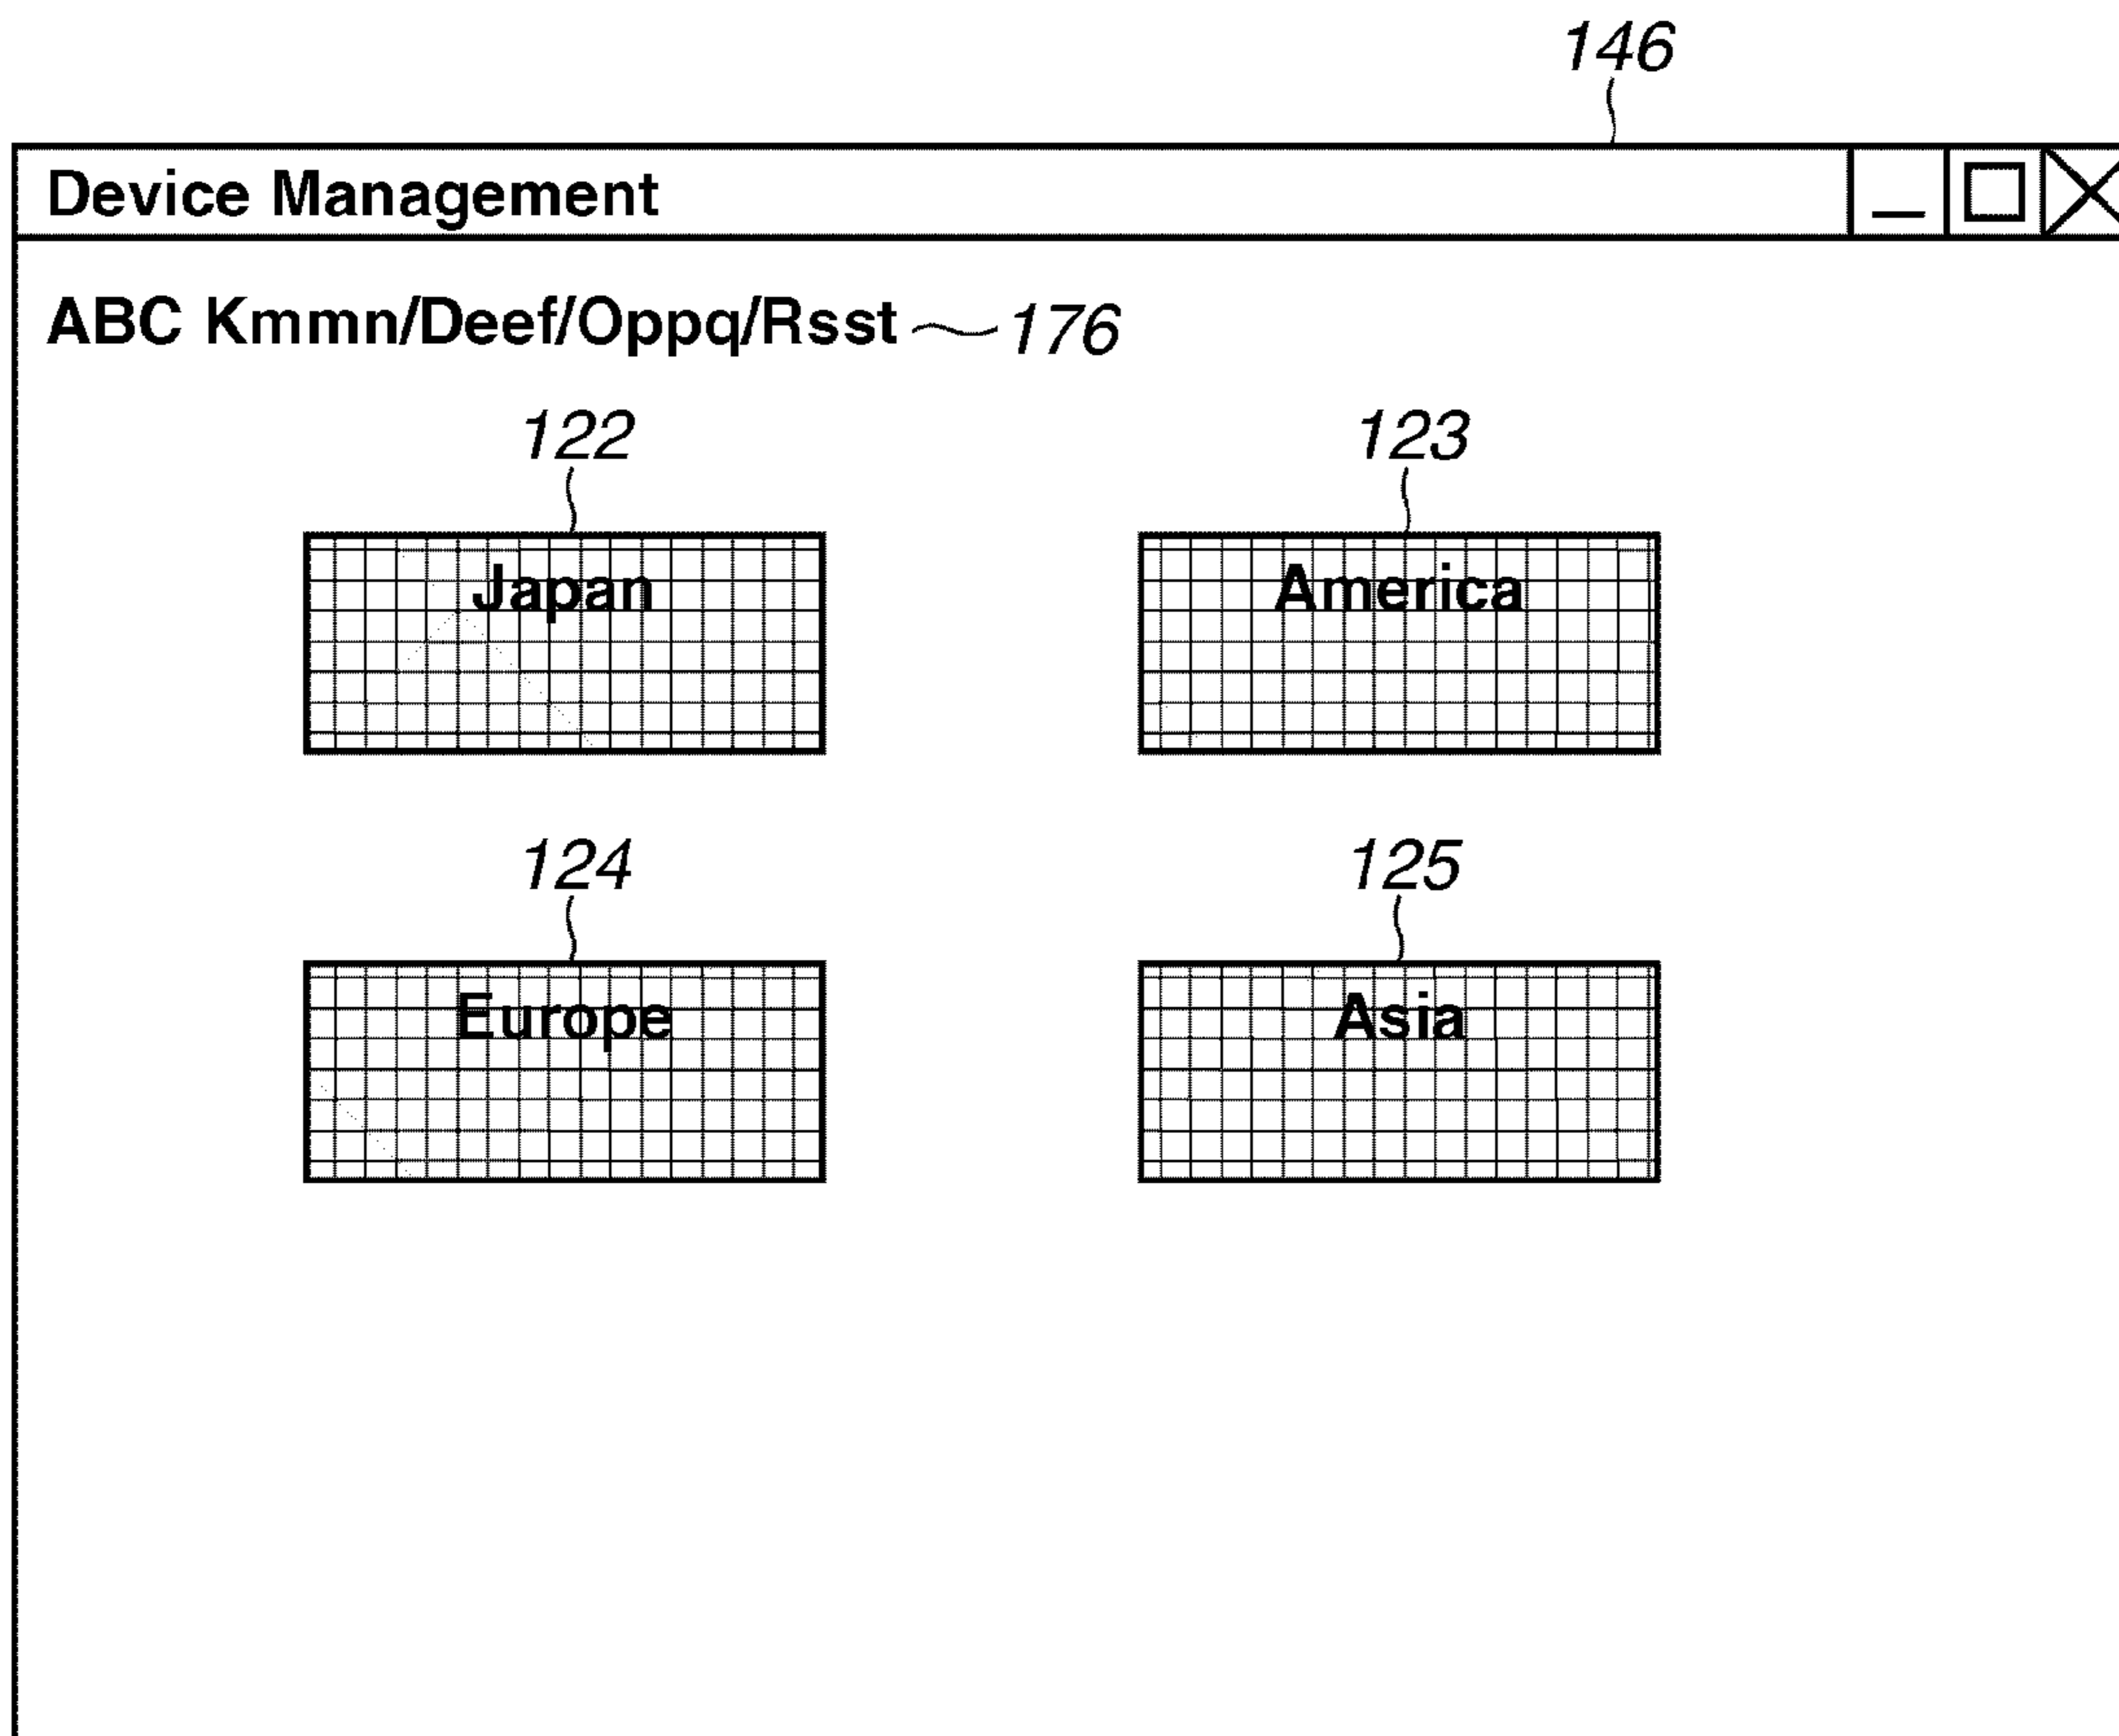 146
Device Management
ABC Kmmn/Deef/Oppq/Rsst 176
122 123
Japan America
124 125
Europe Asia